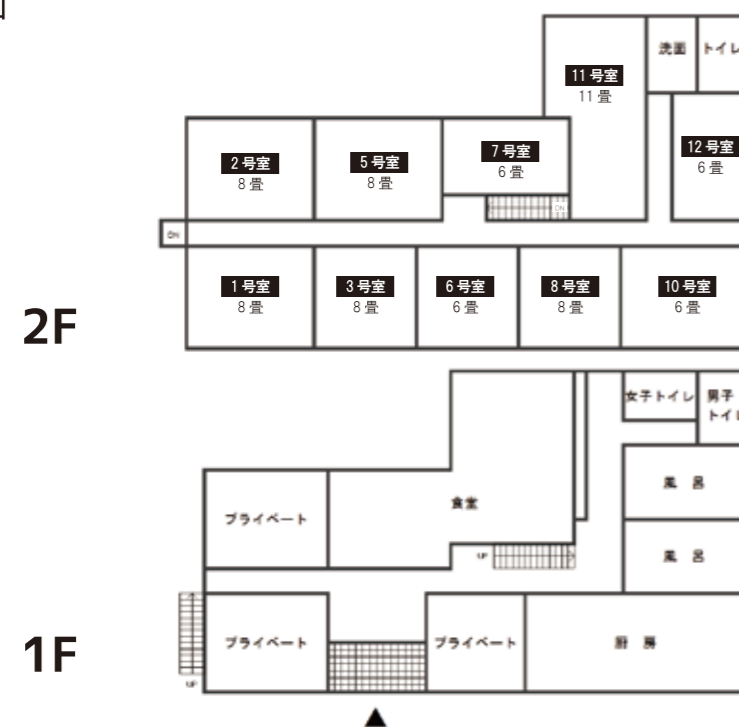 11号室
11畳
洗面
トイレ
2号室
8畳
5号室
8畳
7号室
6畳
12号室
6畳
DN
DN
1号室
8畳
3号室
8畳
6号室
6畳
8号室
8畳
10号室
6畳
2F
女子トイレ
男子
トイレ
風 呂
食堂
プライベート
風 呂
UP
プライベート
プライベート
厨 房
1F
UP